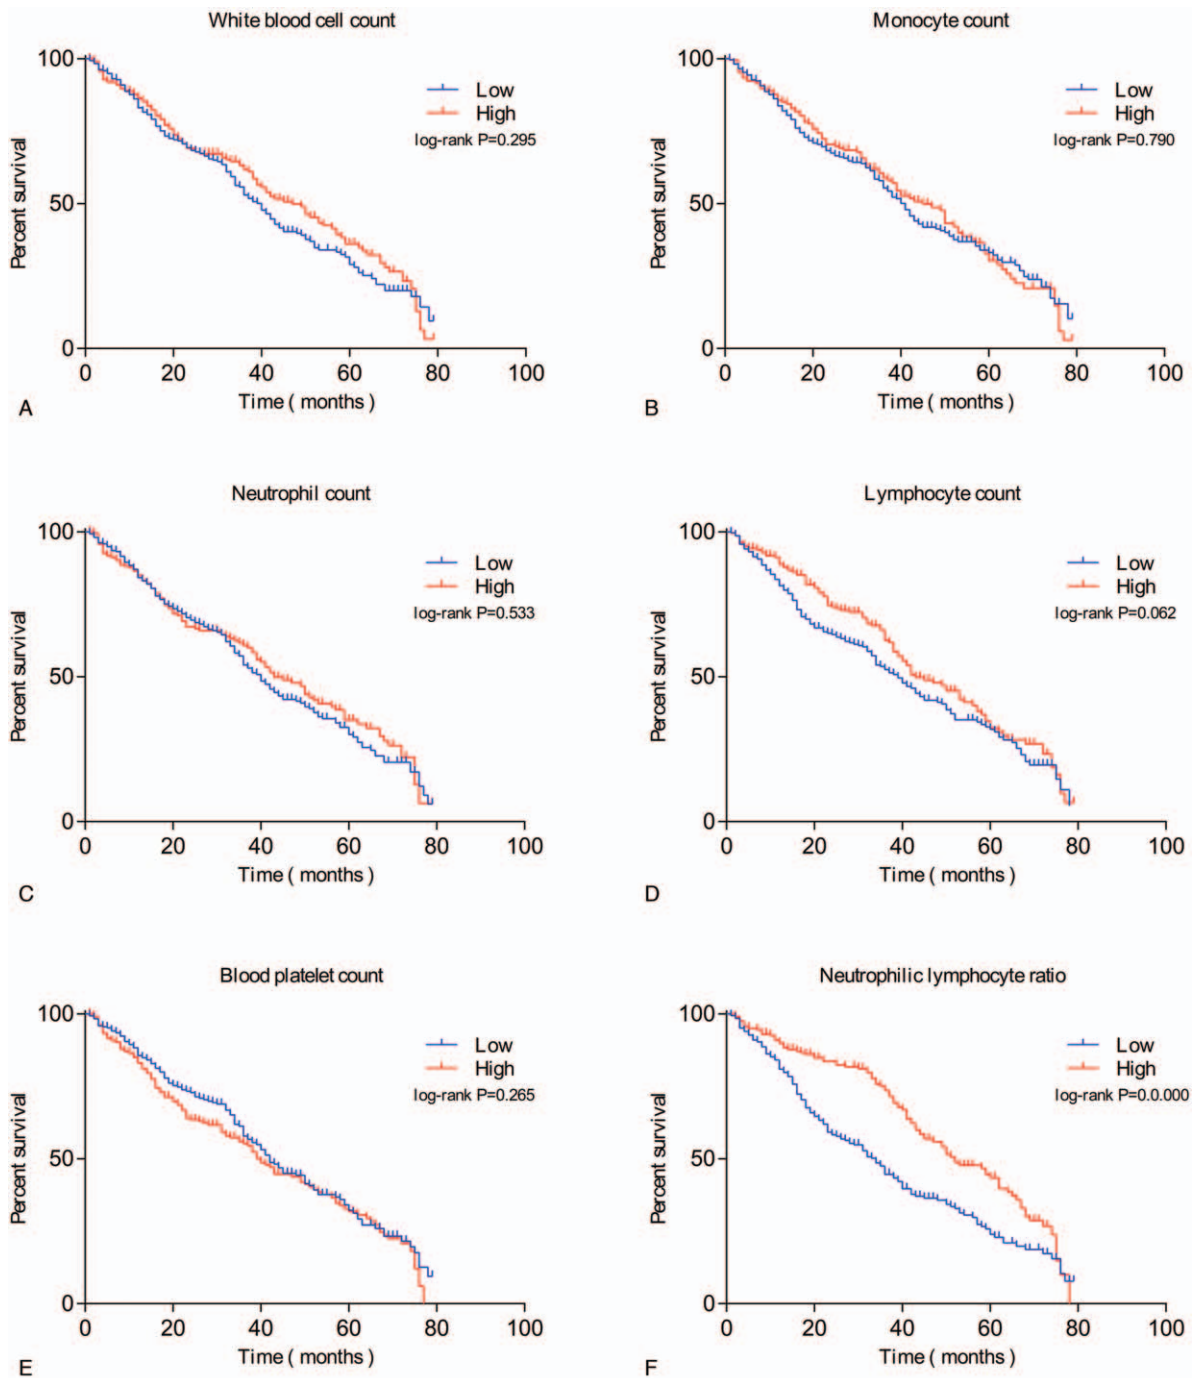 White blood cell count
100
50
0
Percent survival
Low
High
log-rank P=0.295
0 20 40 60 80 100
Time ( months )
A
Monocyte count
100
50
0
Percent survival
Low
High
log-rank P=0.790
0 20 40 60 80 100
Time ( months )
B
Neutrophil count
100
50
0
Percent survival
Low
High
log-rank P=0.533
0 20 40 60 80 100
Time ( months )
C
Lymphocyte count
100
50
0
Percent survival
Low
High
log-rank P=0.062
0 20 40 60 80 100
Time ( months )
D
Blood platelet count
100
50
0
Percent survival
Low
High
log-rank P=0.265
0 20 40 60 80 100
Time ( months )
E
Neutrophilic lymphocyte ratio
100
50
0
Percent survival
Low
High
log-rank P=0.0.000
0 20 40 60 80 100
Time ( months )
F